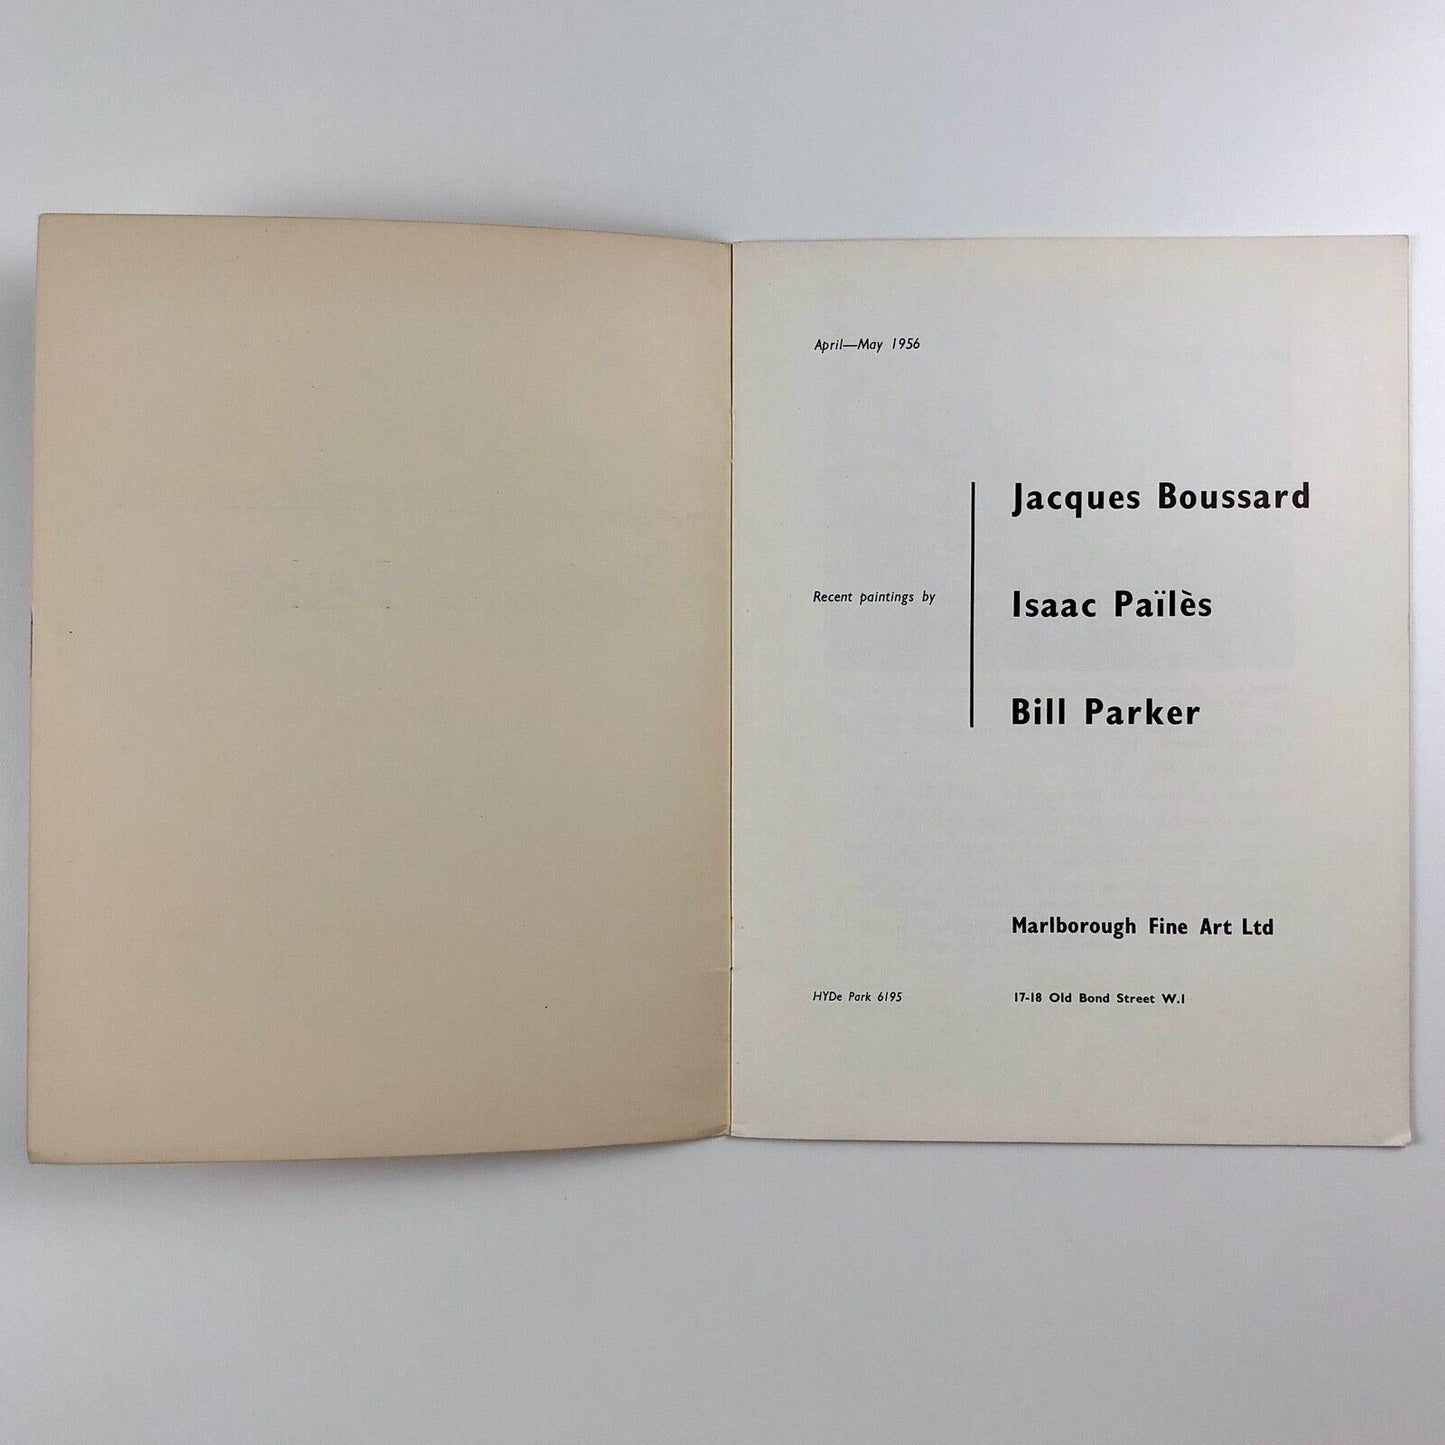 April—May 1956
Jacques Boussard
Recent paintings by
Isaac Païlès
Bill Parker
Marlborough Fine Art Ltd
HYDe Park 6195
17-18 Old Bond Street W.1